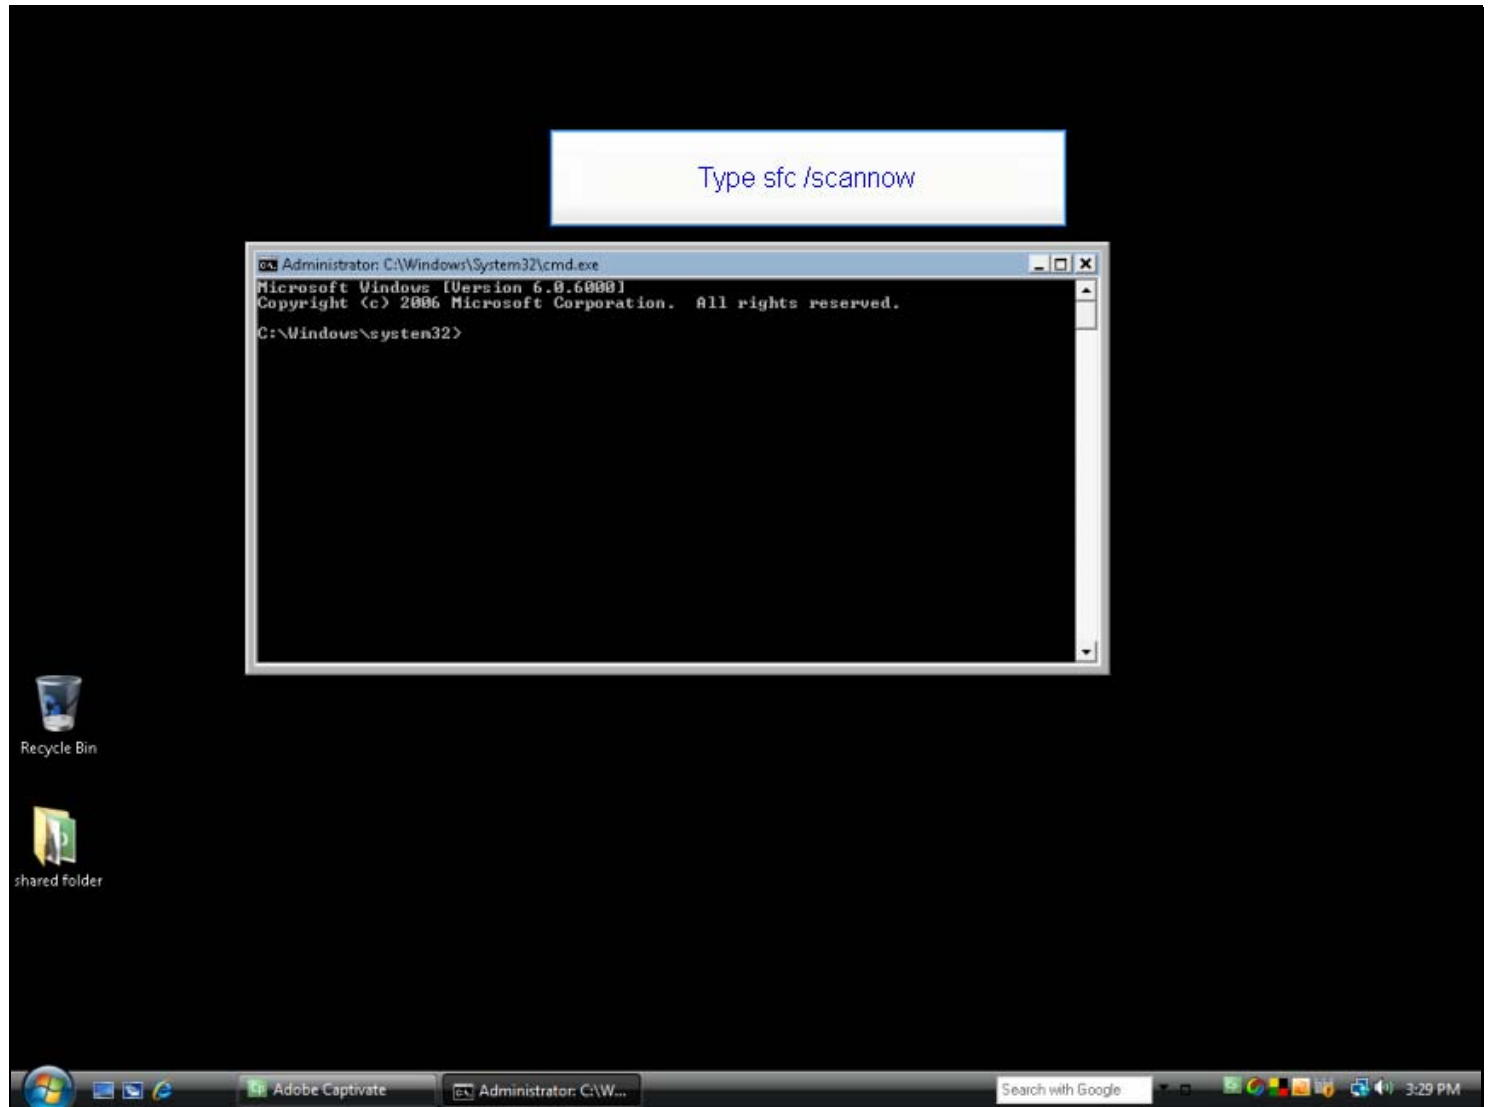 Type sfc /scannow
Administrator: C:\Windows\System32\cmd.exe
Microsoft Windows [Version 6.0.6000]
Copyright (c) 2006 Microsoft Corporation.  All rights reserved.
C:\Windows\system32>
Recycle Bin
shared folder
Adobe Captivate
Administrator: C:\W...
Search with Google
3:29 PM